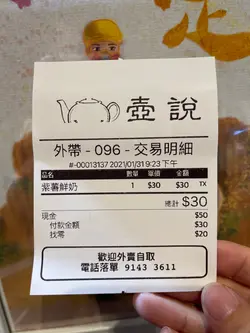 壺說
外帶 - 096 - 交易明細
#-00013137 2021/01/31 9:23 下午
品名 數量 單價 金額
紫薯鮮奶 1 $30 $30 TX
總計 $30
現金 $50
付款金額 $30
找零 $20
歡迎外賣自取
電話落單 9143 3611